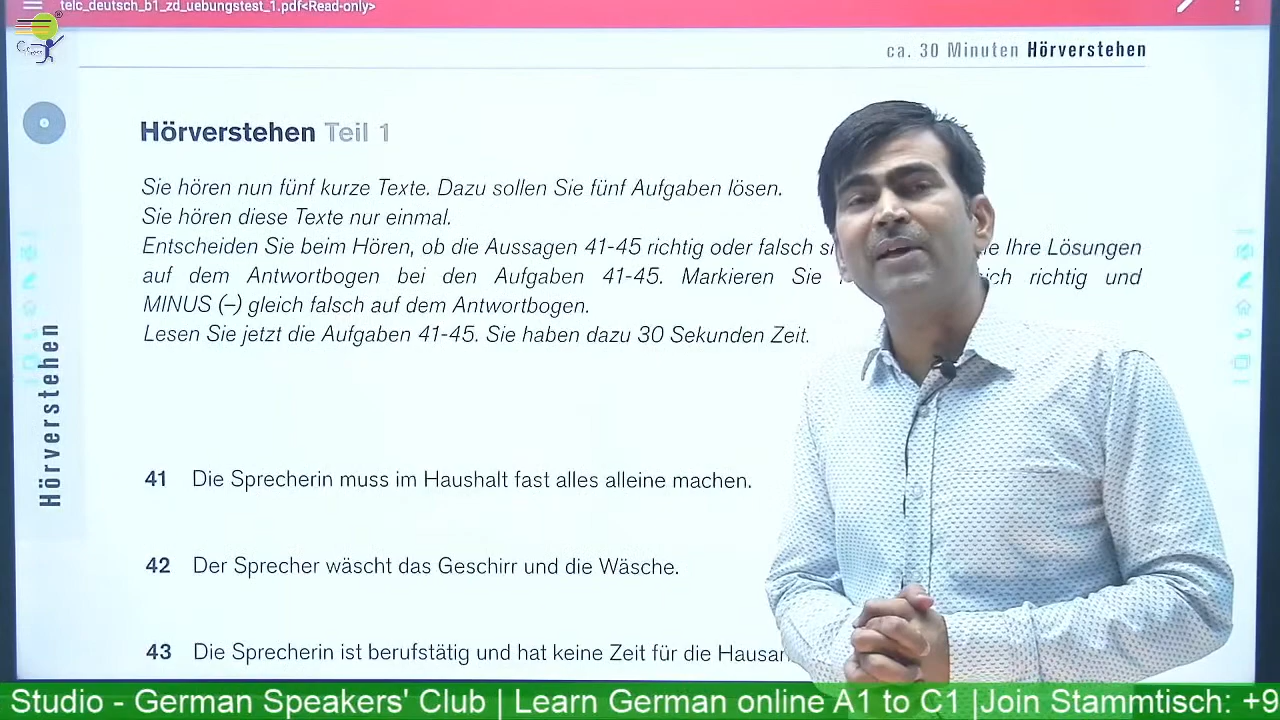 telc_deutsch_b1_zd_uebungstest_1.pdf<Read-only>
ca. 30 Minuten Hörverstehen
Hörverstehen Teil 1
Sie hören nun fünf kurze Texte. Dazu sollen Sie fünf Aufgaben lösen.
Sie hören diese Texte nur einmal.
Entscheiden Sie beim Hören, ob die Aussagen 41-45 richtig oder falsch Ihre Lösungen
auf dem Antwortbogen bei den Aufgaben 41-45. Markieren Sie richtig und
MINUS (–) gleich falsch auf dem Antwortbogen.
Lesen Sie jetzt die Aufgaben 41-45. Sie haben dazu 30 Sekunden Zeit.
Hörverstehen
41 Die Sprecherin muss im Haushalt fast alles alleine machen.
42 Der Sprecher wäscht das Geschirr und die Wäsche.
43 Die Sprecherin ist berufstätig und hat keine Zeit für die
Studio - German Speakers' Club | Learn German online A1 to C1 |Join Stammtisch: +9